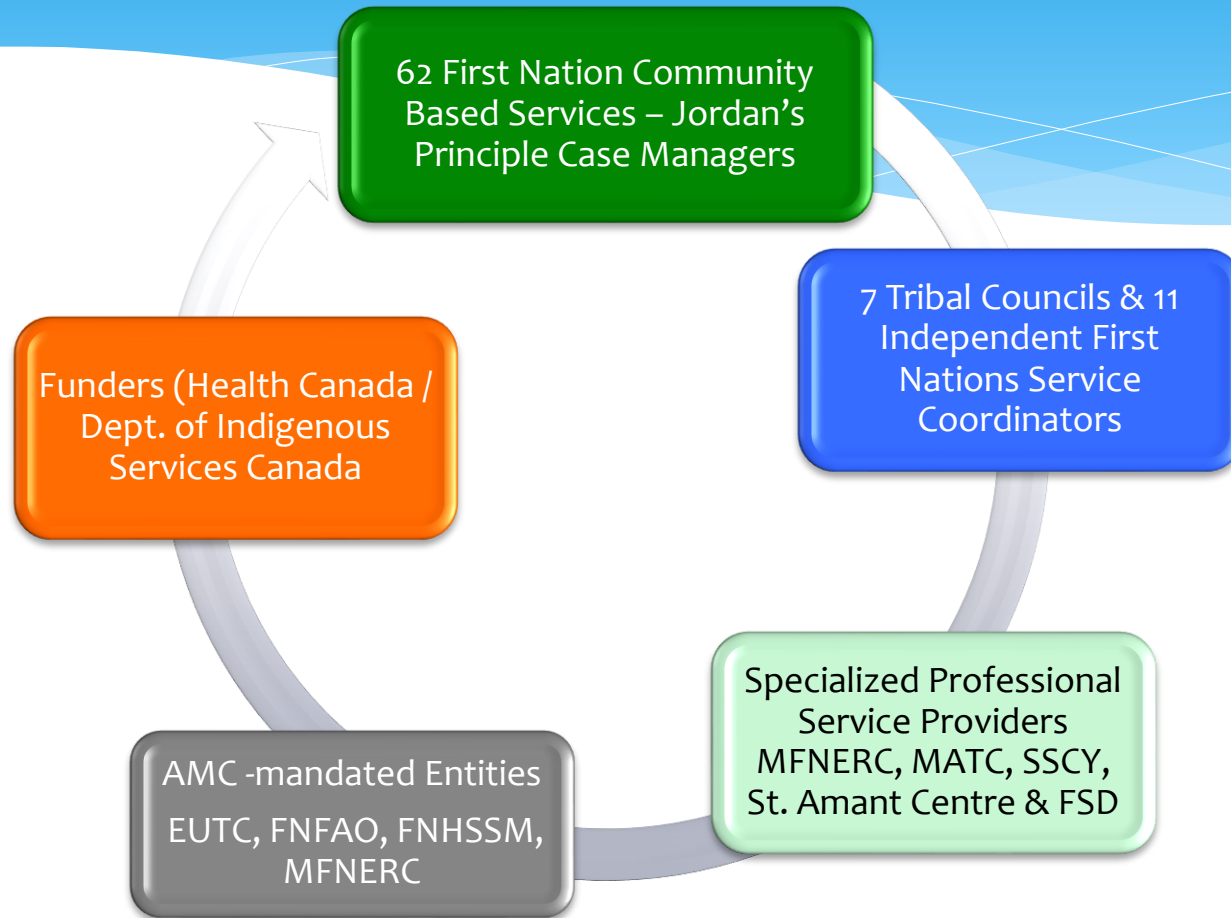 62 First Nation Community
Based Services – Jordan’s
Principle Case Managers
7 Tribal Councils & 11
Independent First
Nations Service
Coordinators
Specialized Professional
Service Providers
MFNERC, MATC, SSCY,
St. Amant Centre & FSD
AMC -mandated Entities
EUTC, FNFAO, FNHSSM,
MFNERC
Funders (Health Canada /
Dept. of Indigenous
Services Canada